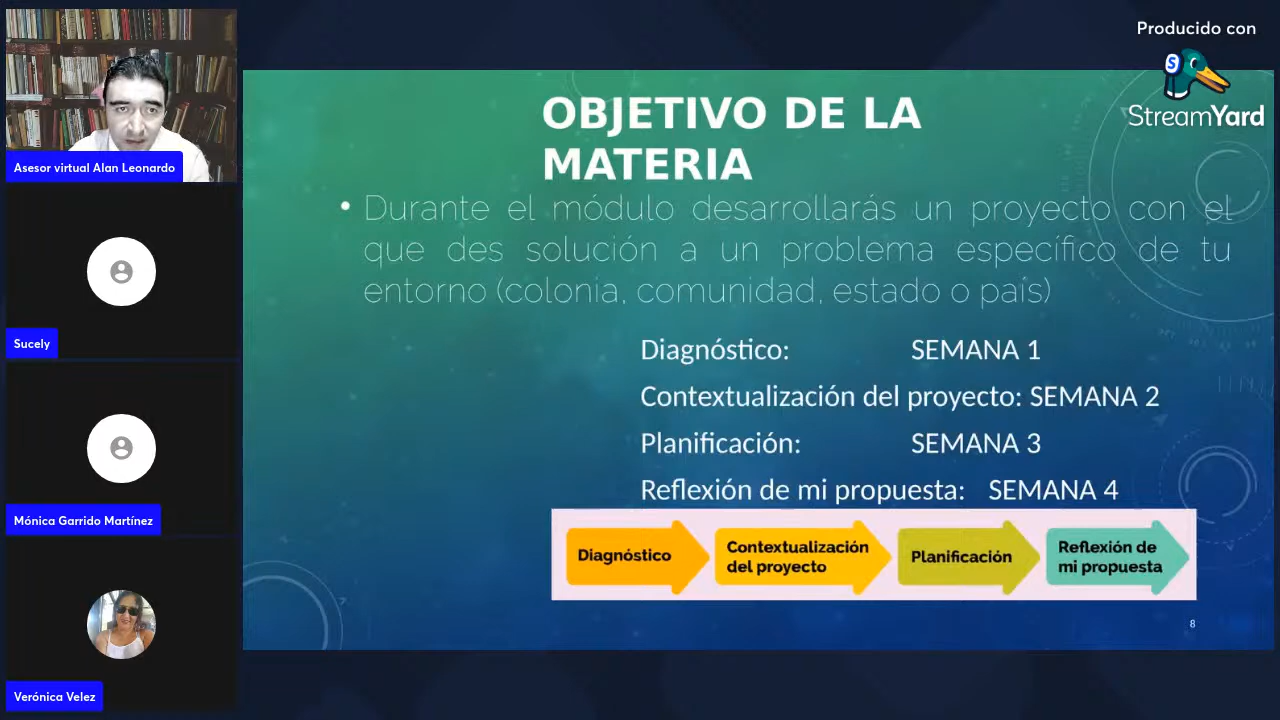 Producido con
StreamYard
Asesor virtual Alan Leonardo
Sucely
Mónica Garrido Martínez
Verónica Velez
OBJETIVO DE LA
MATERIA
• Durante el módulo desarrollarás un proyecto con el
que des solución a un problema específico de tu
entorno (colonia, comunidad, estado o país)
Diagnóstico: SEMANA 1
Contextualización del proyecto: SEMANA 2
Planificación: SEMANA 3
Reflexión de mi propuesta: SEMANA 4
Diagnóstico
Contextualización
del proyecto
Planificación
Reflexión de
mi propuesta
8